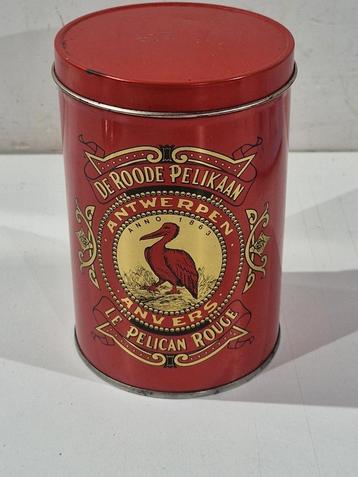 DE ROODE PELIKAAN
ANTWERPEN
ANNO 1863
ANVERS
LE PELICAN ROUGE